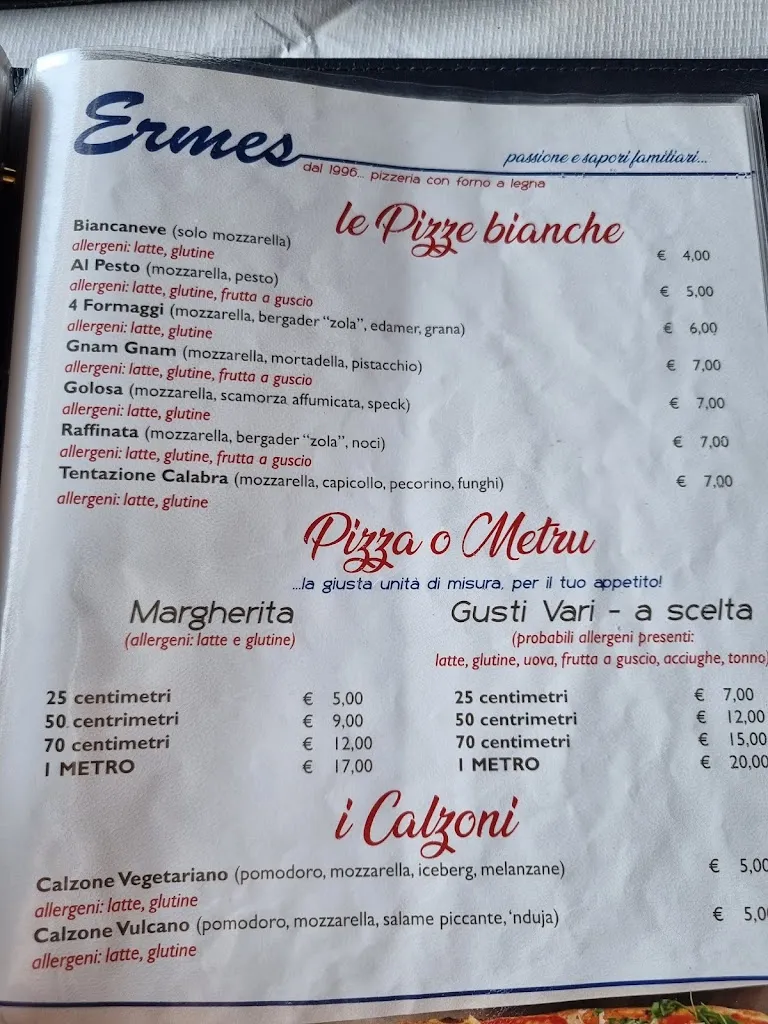 Ermes
passione e sapori familiari...
dal 1996... pizzeria con forno a legna
le Pizze bianche
Biancaneve (solo mozzarella) € 4,00
allergeni: latte, glutine
Al Pesto (mozzarella, pesto) € 5,00
allergeni: latte, glutine, frutta a guscio
4 Formaggi (mozzarella, bergader "zola", edamer, grana) € 6,00
allergeni: latte, glutine
Gnam Gnam (mozzarella, mortadella, pistacchio) € 7,00
allergeni: latte, glutine, frutta a guscio
Golosa (mozzarella, scamorza affumicata, speck) € 7,00
allergeni: latte, glutine
Raffinata (mozzarella, bergader "zola", noci) € 7,00
allergeni: latte, glutine, frutta a guscio
Tentazione Calabra (mozzarella, capicollo, pecorino, funghi) € 7,00
allergeni: latte, glutine
Pizza o Metru
...la giusta unità di misura, per il tuo appetito!
Margherita
(allergeni: latte e glutine)
25 centimetri € 5,00
50 centrimetri € 9,00
70 centimetri € 12,00
1 METRO € 17,00
Gusti Vari - a scelta
(probabili allergeni presenti:
latte, glutine, uova, frutta a guscio, acciughe, tonno)
25 centimetri € 7,00
50 centrimetri € 12,00
70 centimetri € 15,00
1 METRO € 20,00
i Calzoni
Calzone Vegetariano (pomodoro, mozzarella, iceberg, melanzane) € 5,00
allergeni: latte, glutine
Calzone Vulcano (pomodoro, mozzarella, salame piccante, 'nduja) € 5,0
allergeni: latte, glutine